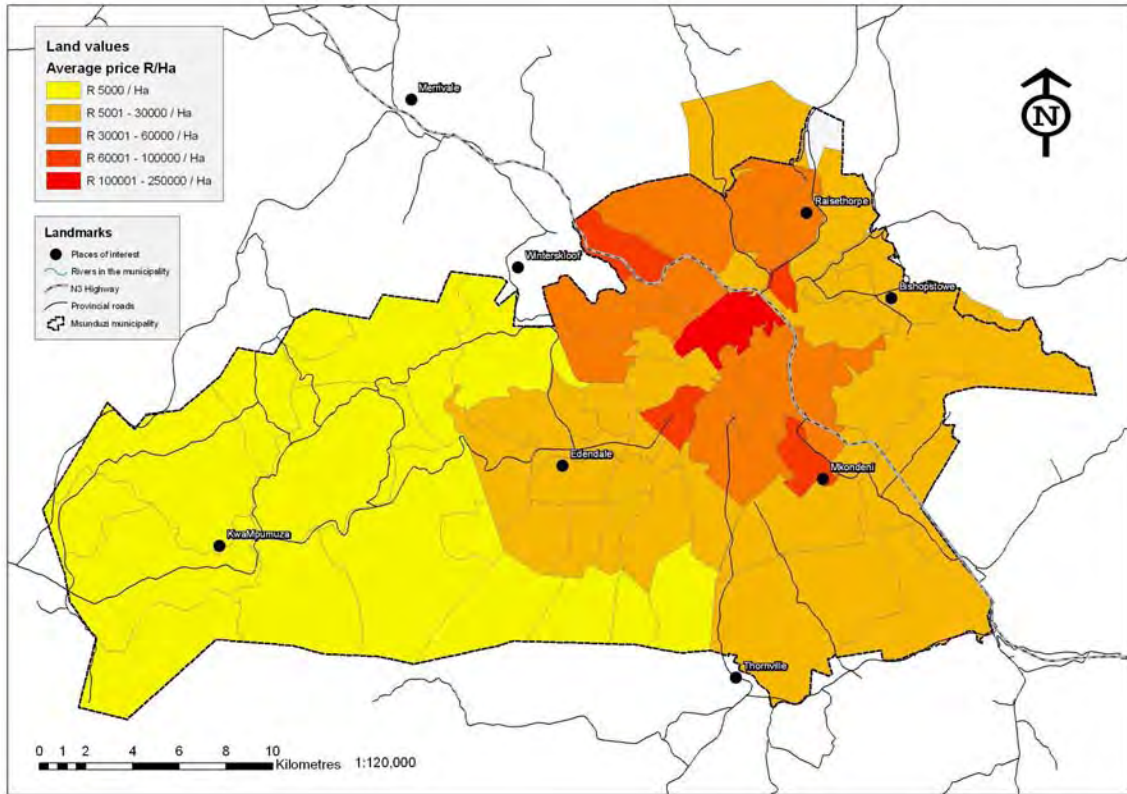 Land values
Average price R/Ha
R 5000 / Ha
R 5001 - 30000 / Ha
R 30001 - 60000 / Ha
R 60001 - 100000 / Ha
R 100001 - 250000 / Ha
Landmarks
Places of interest
Rivers in the municipality
N3 Highway
Provincial roads
Msunduzi municipality
N
Merrivale
Raisethorpe
Winterskloof
Bishopstowe
Edendale
Mkondeni
KwaMpumuza
Thornville
0 1 2 4 6 8 10
Kilometres 1:120,000